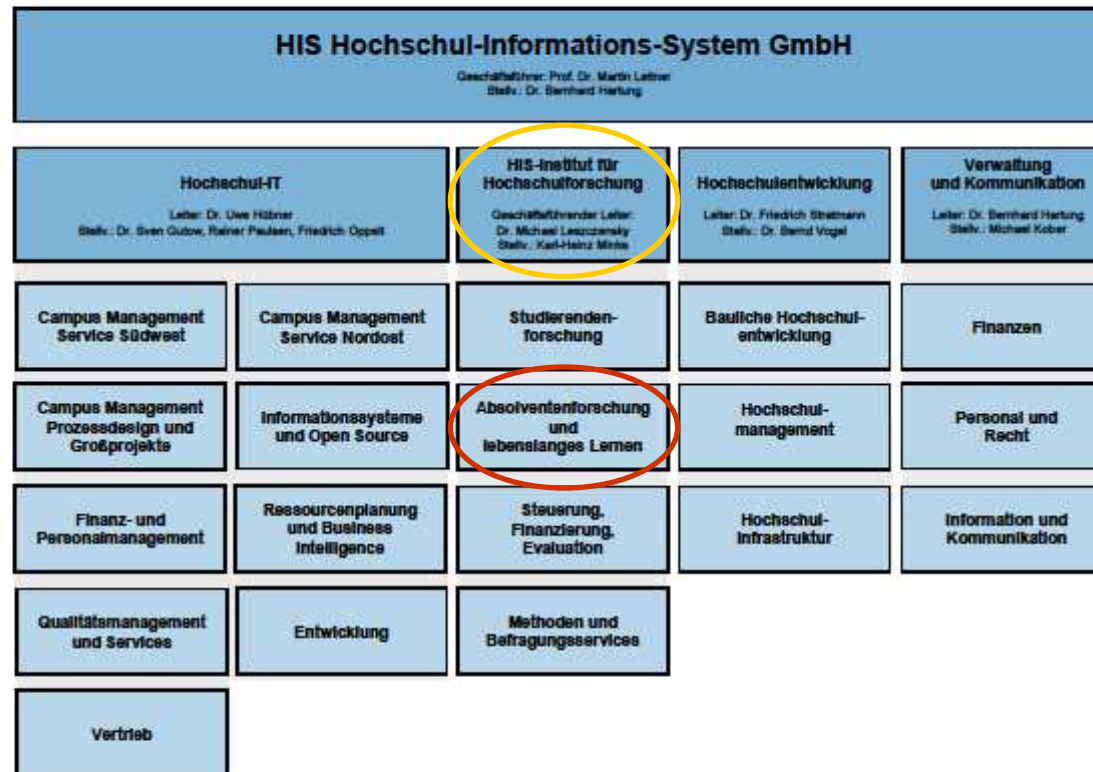 HIS Hochschul-Informations-System GmbH
Geschäftsführer: Prof. Dr. Martin Leitner
Stellv.: Dr. Bernhard Hartung
Hochschul-IT
Leiter: Dr. Uwe Hübner
Stellv.: Dr. Sven Gutow, Rainer Paulsen, Friedrich Oppelt
HIS-Institut für
Hochschulforschung
Geschäftsführender Leiter:
Dr. Michael Leszczensky
Stellv.: Karl-Heinz Minks
Hochschulentwicklung
Leiter: Dr. Friedrich Stratmann
Stellv.: Dr. Bernd Vogel
Verwaltung
und Kommunikation
Leiter: Dr. Bernhard Hartung
Stellv.: Michael Kober
Campus Management
Service Südwest
Campus Management
Service Nordost
Studierenden-
forschung
Bauliche Hochschul-
entwicklung
Finanzen
Campus Management
Prozessdesign und
Großprojekte
Informationssysteme
und Open Source
Absolventenforschung
und
lebenslanges Lernen
Hochschul-
management
Personal und
Recht
Finanz- und
Personalmanagement
Ressourcenplanung
und Business
Intelligence
Steuerung,
Finanzierung,
Evaluation
Hochschul-
Infrastruktur
Information und
Kommunikation
Qualitätsmanagement
und Services
Entwicklung
Methoden und
Befragungsservices
Vertrieb